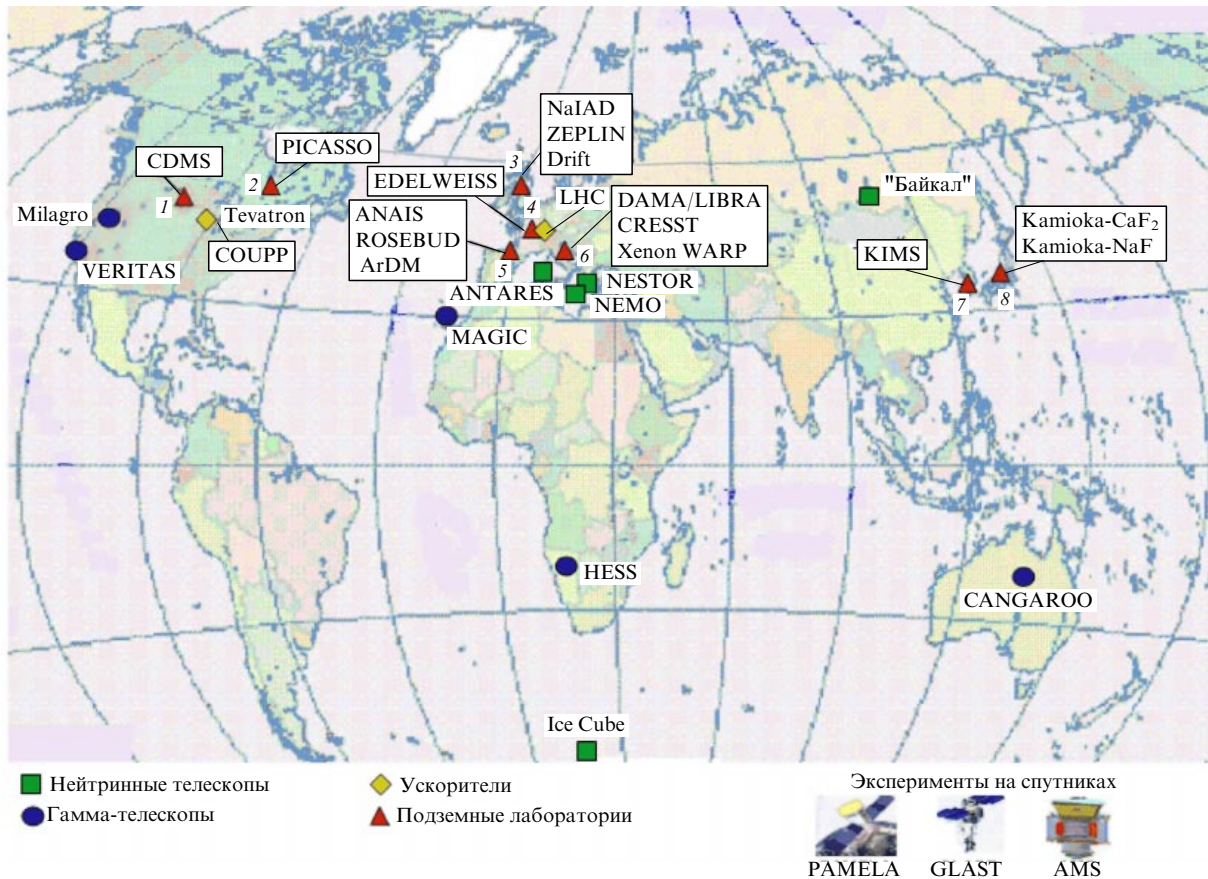 NaIAD
ZEPLIN
Drift
3
CDMS
PICASSO
2
1
EDELWEISS
4
LHC
"Байкал"
Milagro
Tevatron
ANAIS
ROSEBUD
ArDM
5
DAMA/LIBRA
CRESST
Xenon WARP
6
Kamioka-CaF₂
Kamioka-NaF
VERITAS
COUPP
KIMS
7
8
ANTARES
NESTOR
NEMO
MAGIC
HESS
CANGAROO
Ice Cube
Нейтринные телескопы
Гамма-телескопы
Ускорители
Подземные лаборатории
Эксперименты на спутниках
PAMELA
GLAST
AMS